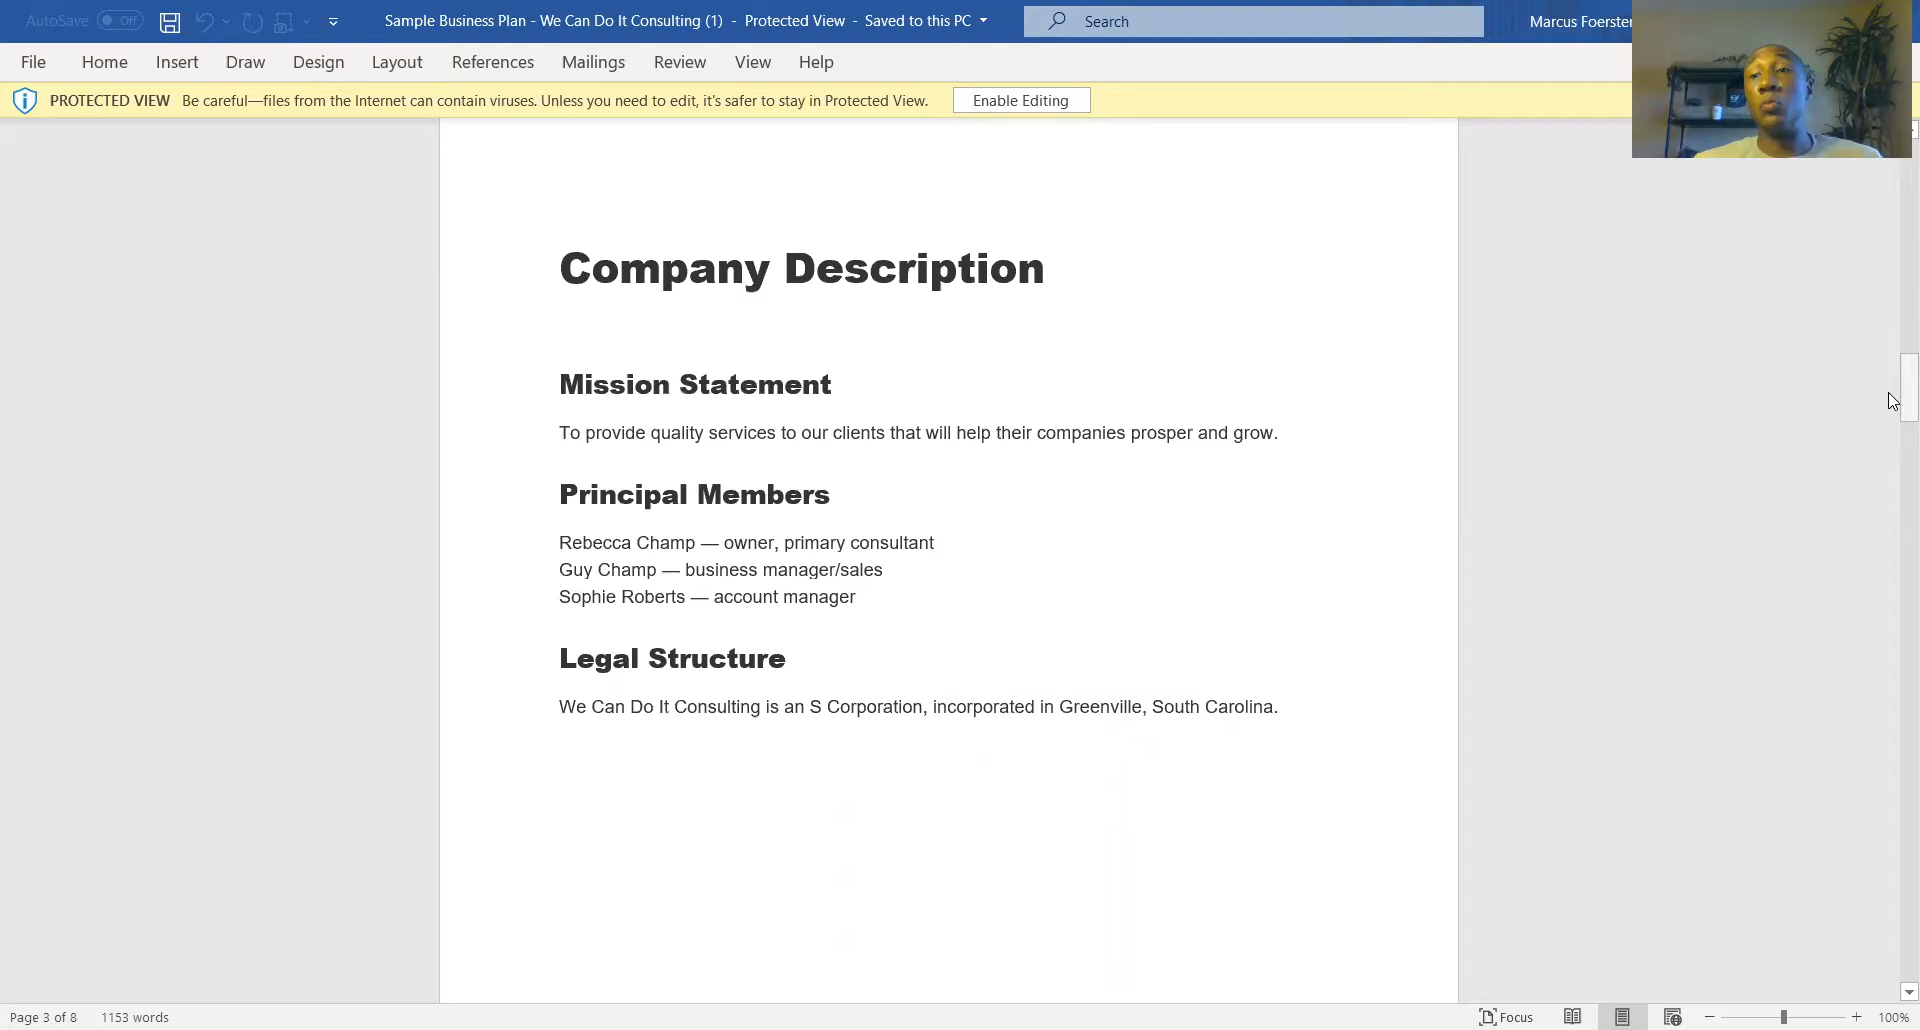 AutoSave Off Sample Business Plan - We Can Do It Consulting (1) - Protected View - Saved to this PC Search Marcus Foerster
File Home Insert Draw Design Layout References Mailings Review View Help
PROTECTED VIEW Be careful—files from the Internet can contain viruses. Unless you need to edit, it's safer to stay in Protected View. Enable Editing
Company Description
Mission Statement
To provide quality services to our clients that will help their companies prosper and grow.
Principal Members
Rebecca Champ — owner, primary consultant
Guy Champ — business manager/sales
Sophie Roberts — account manager
Legal Structure
We Can Do It Consulting is an S Corporation, incorporated in Greenville, South Carolina.
Page 3 of 8 1153 words Focus 100%